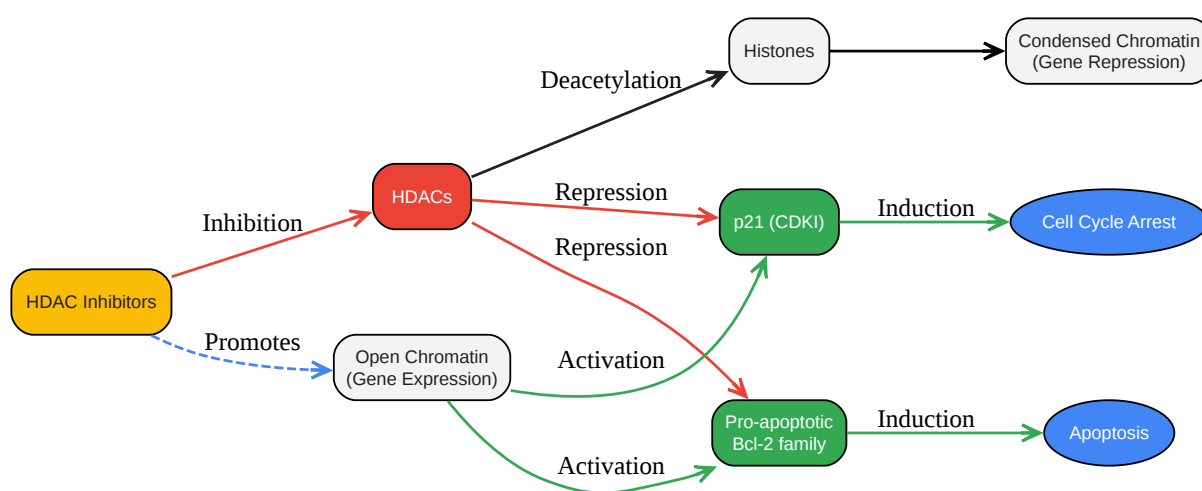 Histones
Condensed Chromatin
(Gene Repression)
Deacetylation
HDACs
Repression
p21 (CDKI)
Induction
Cell Cycle Arrest
Inhibition
Repression
HDAC Inhibitors
Promotes
Open Chromatin
(Gene Expression)
Activation
Pro-apoptotic
Bcl-2 family
Induction
Apoptosis
Activation